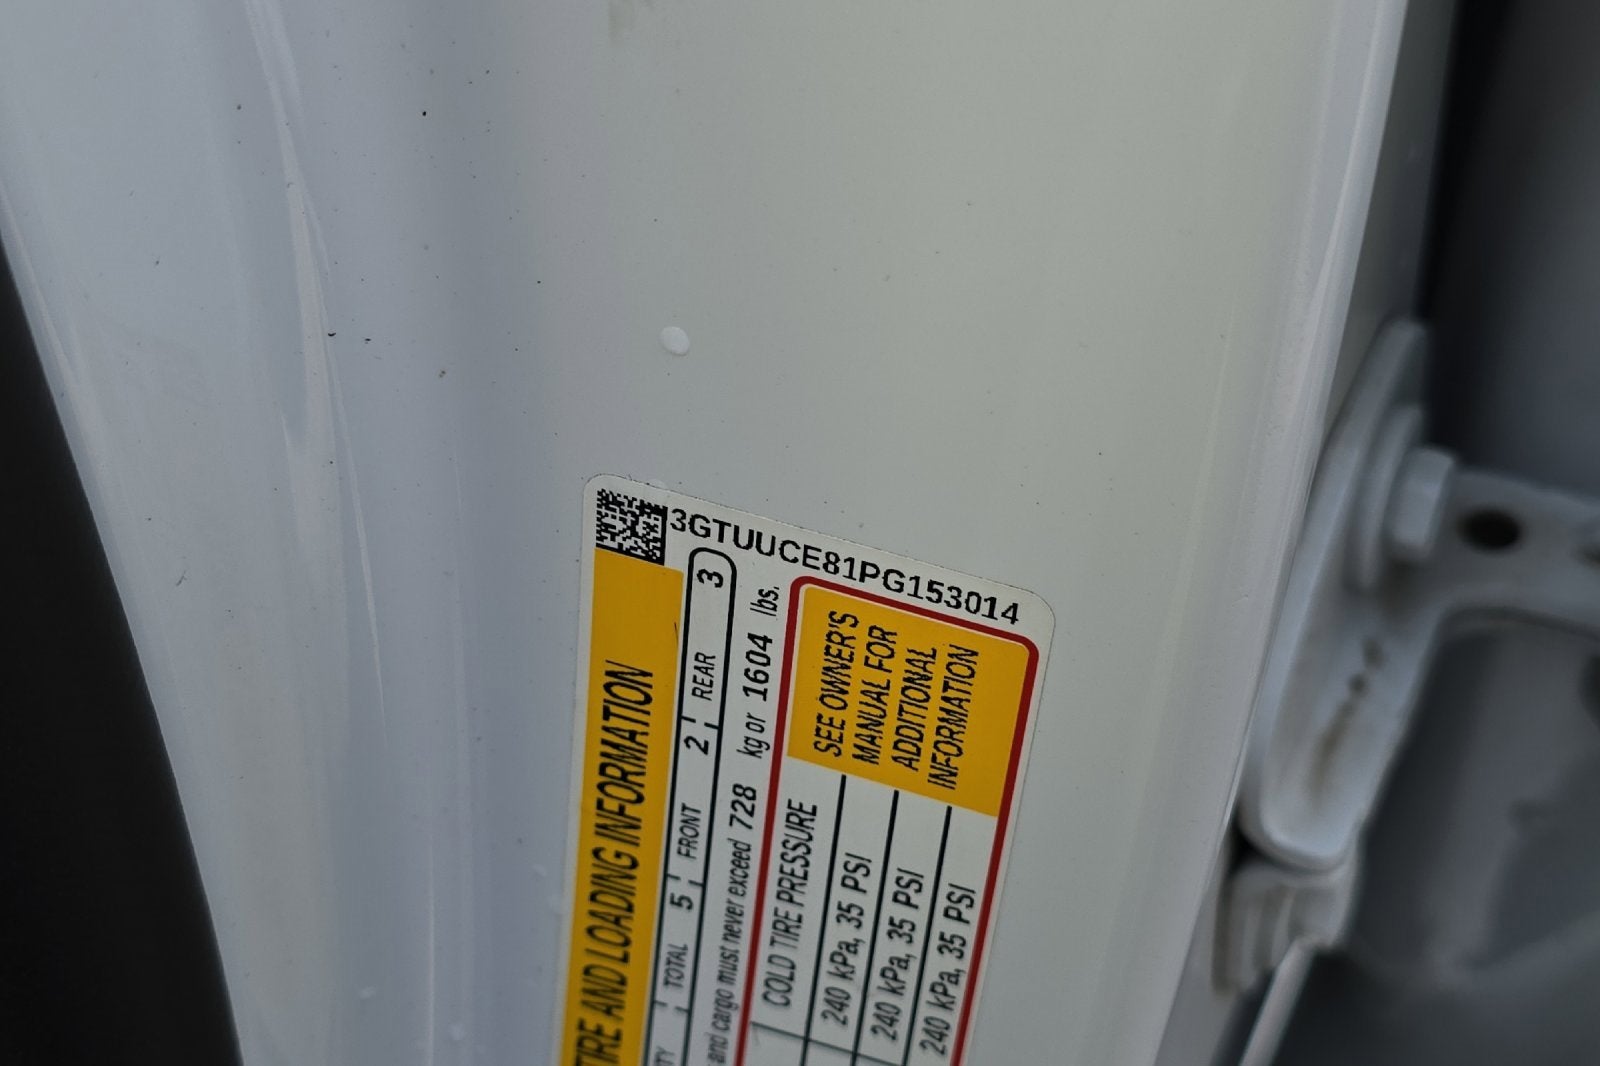 3GTUUCE81PG153014
TIRE AND LOADING INFORMATION
TOTAL 5 FRONT 2 REAR 3
and cargo must never exceed 728 kg or 1604 lbs.
COLD TIRE PRESSURE
240 kPa, 35 PSI
240 kPa, 35 PSI
240 kPa, 35 PSI
SEE OWNER'S
MANUAL FOR
ADDITIONAL
INFORMATION